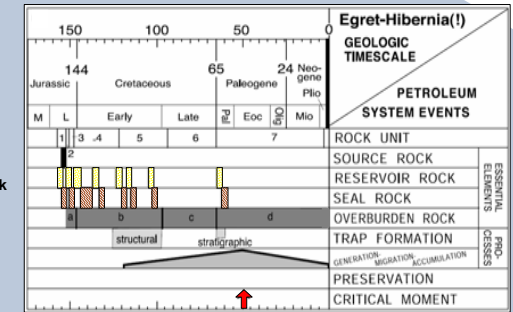 150 100 50 0
Egret-Hibernia(!)
GEOLOGIC
TIMESCALE
144 65 24 Neo-
gene
Jurassic Cretaceous Paleogene
Plio
PETROLEUM
SYSTEM EVENTS
M L Early Late Pal Eoc Olig Mio
1 3 .4 5 6 7 ROCK UNIT
2 SOURCE ROCK
RESERVOIR ROCK
k SEAL ROCK
a b c d OVERBURDEN ROCK
ESSENTIAL
ELEMENTS
structural stratigraphic TRAP FORMATION
GENERATION-MIGRATION-ACCUMULATION
PRO-
CESSES
PRESERVATION
CRITICAL MOMENT